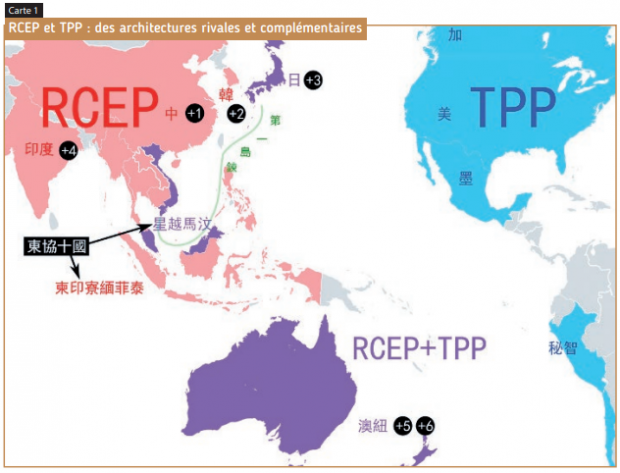 Carte 1
RCEP et TPP : des architectures rivales et complémentaires
加
日 +3
RCEP
中 +1
韓
+2
美
TPP
第一島鍊
印度 +4
墨
星越馬汶
東協十國
東印寮緬菲泰
RCEP+TPP
秘智
澳紐 +5 +6